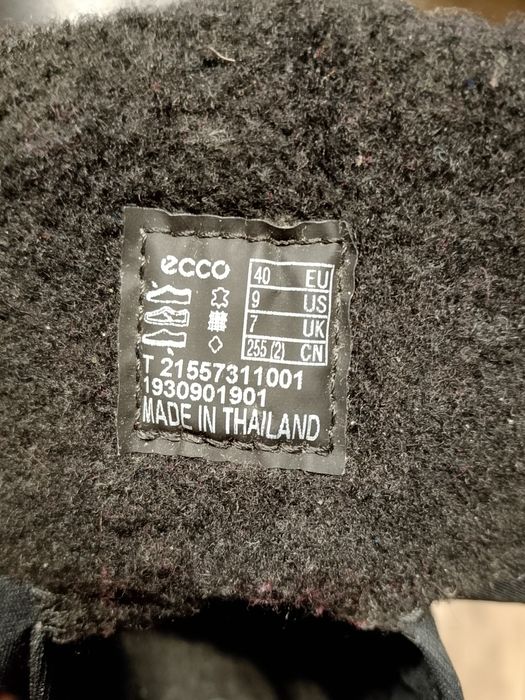 ecco
40 EU
9 US
7 UK
255 (2) CN
T 21557311001
1930901901
MADE IN THAILAND